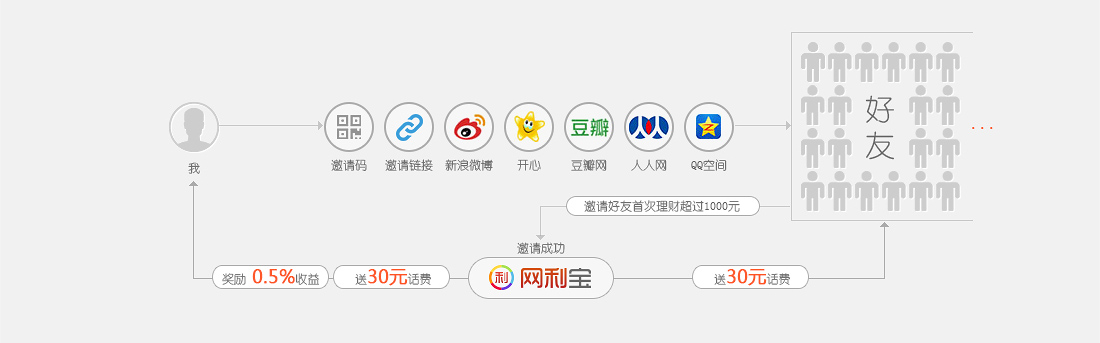 好
友
豆瓣
我
邀请码
邀请链接
新浪微博
开心
豆瓣网
人人网
QQ空间
...
邀请好友首次理财超过1000元
邀请成功
奖励 0.5%收益
送30元话费
利 网利宝
送30元话费